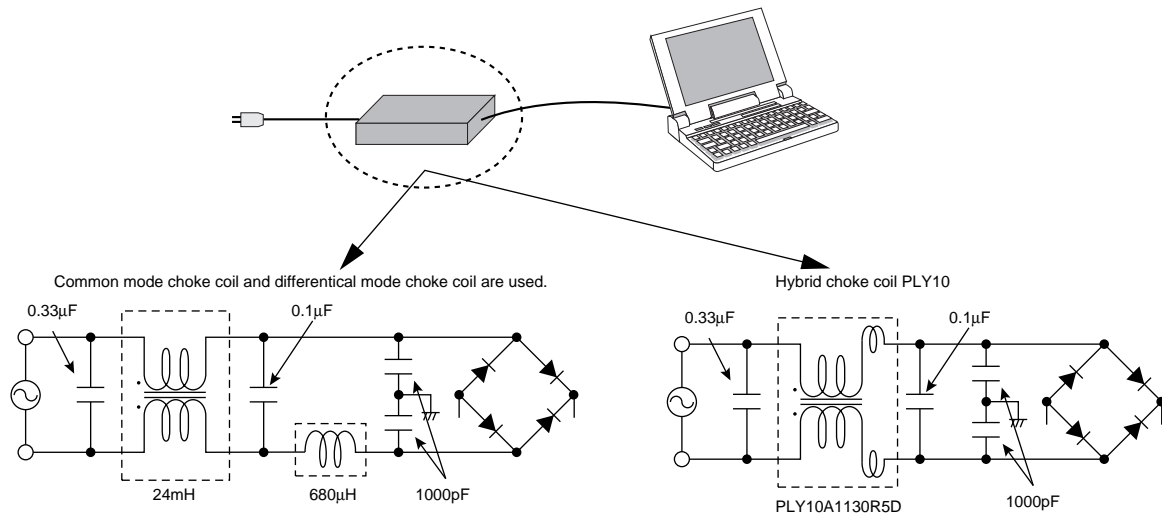 Common mode choke coil and differentical mode choke coil are used.
0.33μF
0.1μF
24mH
680μH
1000pF
Hybrid choke coil PLY10
0.33μF
0.1μF
PLY10A1130R5D
1000pF